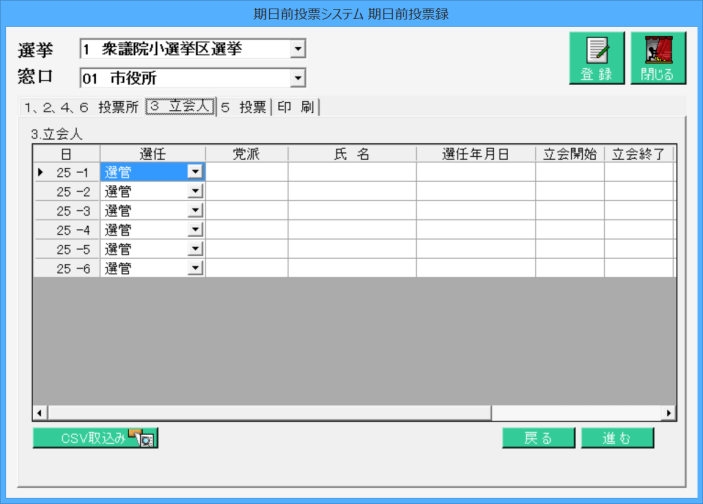 期日前投票システム 期日前投票録
選挙 1 衆議院小選挙区選挙
窓口 01 市役所
登 録 閉じる
1、2、4、6 投票所 3 立会人 5 投票 印 刷
3.立会人
日 選任 党派 氏 名 選任年月日 立会開始 立会終了
25 -1 選管
25 -2 選管
25 -3 選管
25 -4 選管
25 -5 選管
25 -6 選管
CSV取込み 戻る 進む